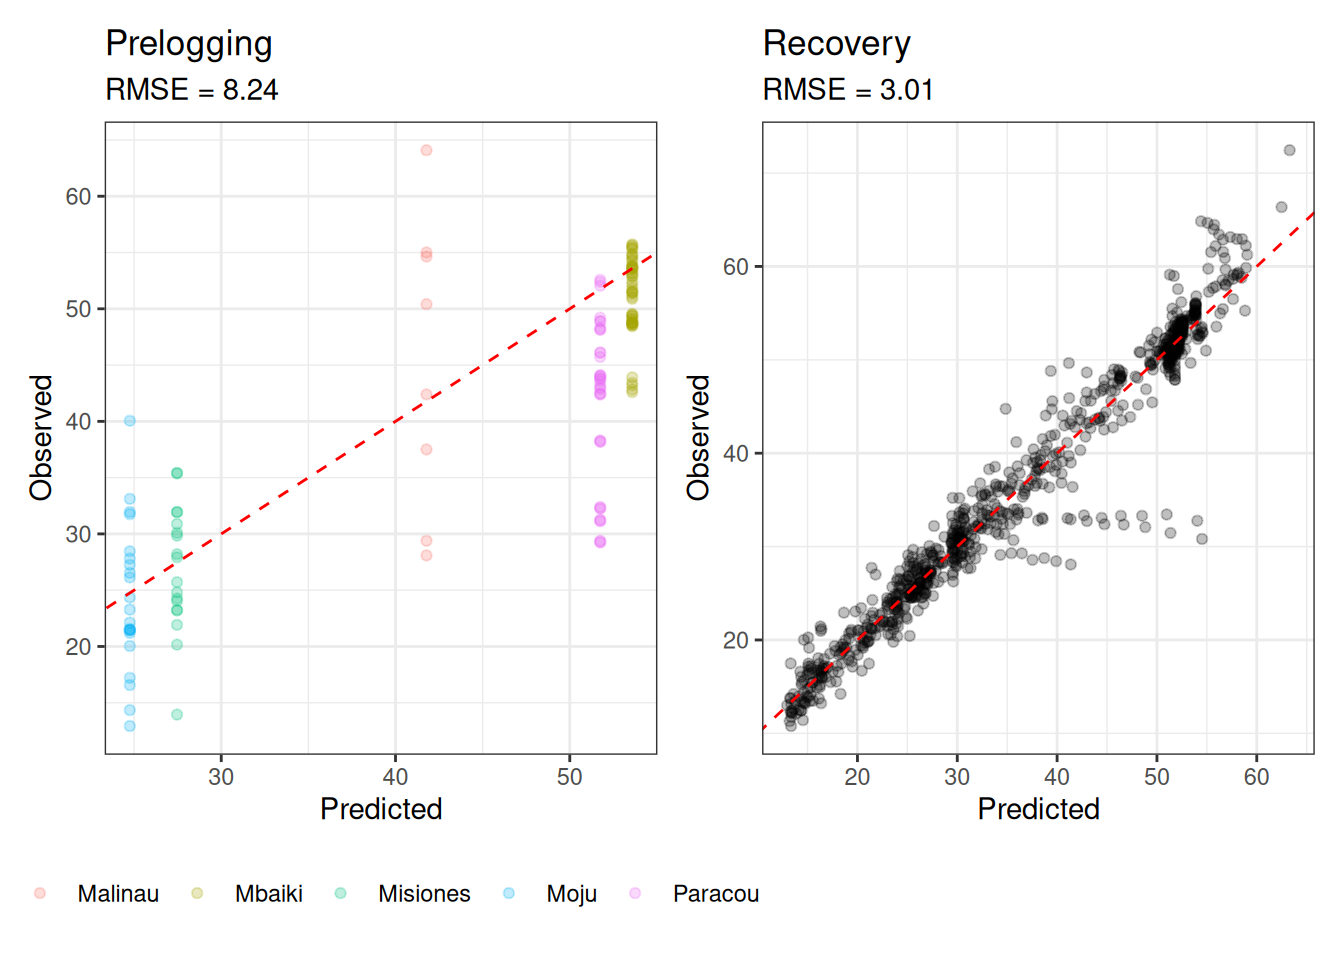 Prelogging
RMSE = 8.24
60
50
40
30
20
30 40 50
Observed
Predicted
Recovery
RMSE = 3.01
60
40
20
20 30 40 50 60
Observed
Predicted
Malinau Mbaiki Misiones Moju Paracou